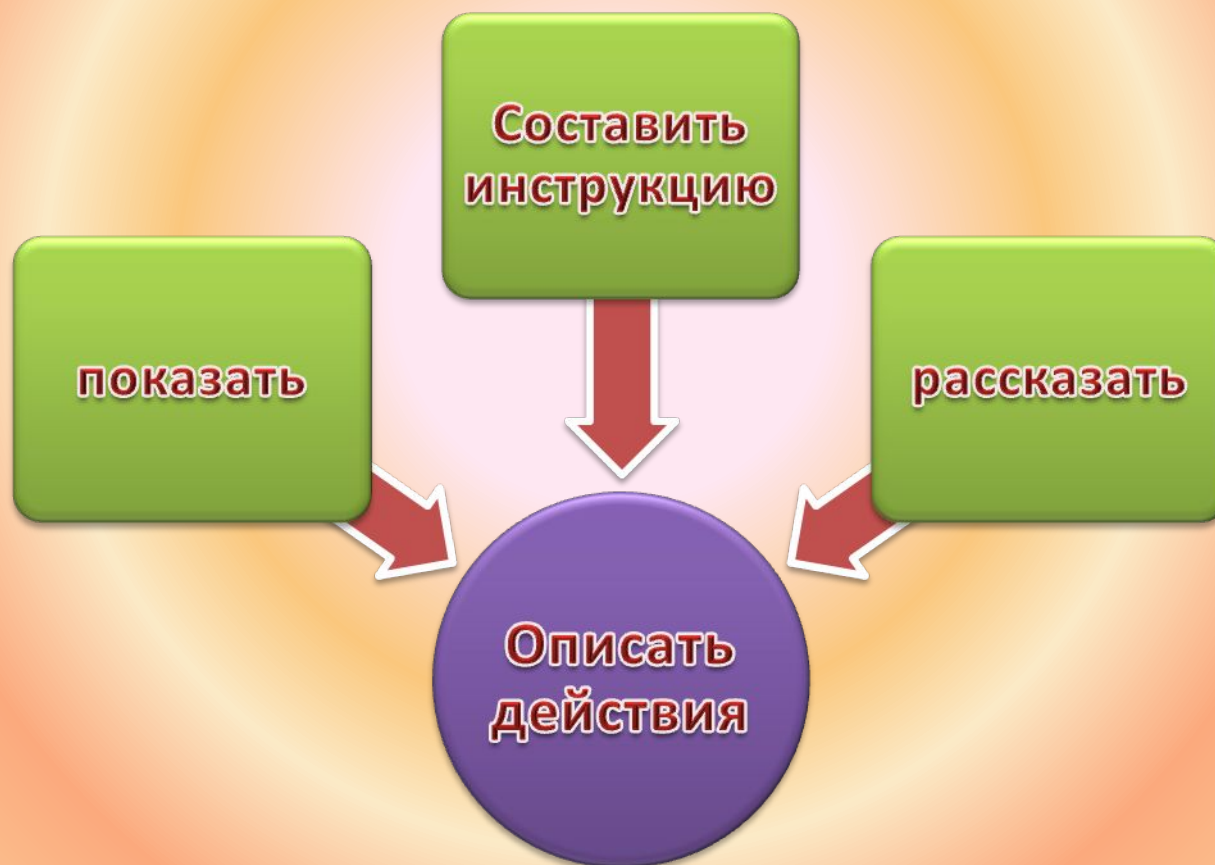 Составить
инструкцию
показать
рассказать
Описать
действия